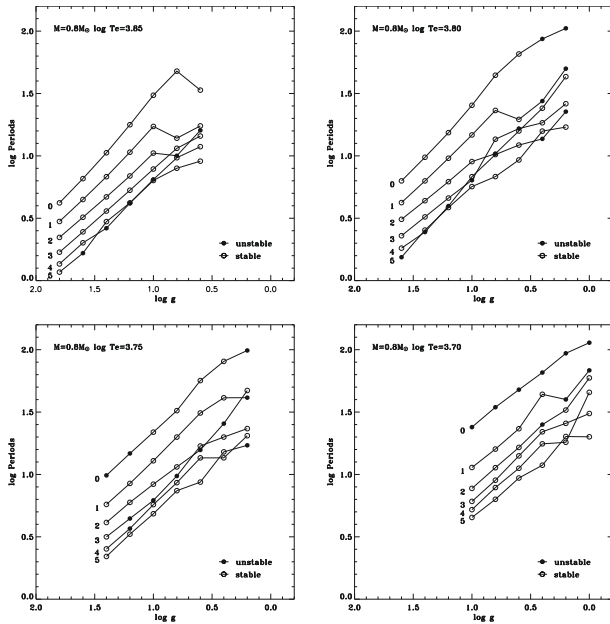 M=0.8M☉ log Te=3.85
log Periods
2.0
1.5
1.0
0.5
0.0
0
1
2
3
4
5
unstable
stable
2.0 1.5 1.0 0.5 0.0
log g
M=0.8M☉ log Te=3.80
log Periods
2.0
1.5
1.0
0.5
0.0
0
1
2
3
4
5
unstable
stable
2.0 1.5 1.0 0.5 0.0
log g
M=0.8M☉ log Te=3.75
log Periods
2.0
1.5
1.0
0.5
0.0
0
1
2
3
4
5
unstable
stable
2.0 1.5 1.0 0.5 0.0
log g
M=0.8M☉ log Te=3.70
log Periods
2.0
1.5
1.0
0.5
0.0
0
1
2
3
4
5
unstable
stable
2.0 1.5 1.0 0.5 0.0
log g